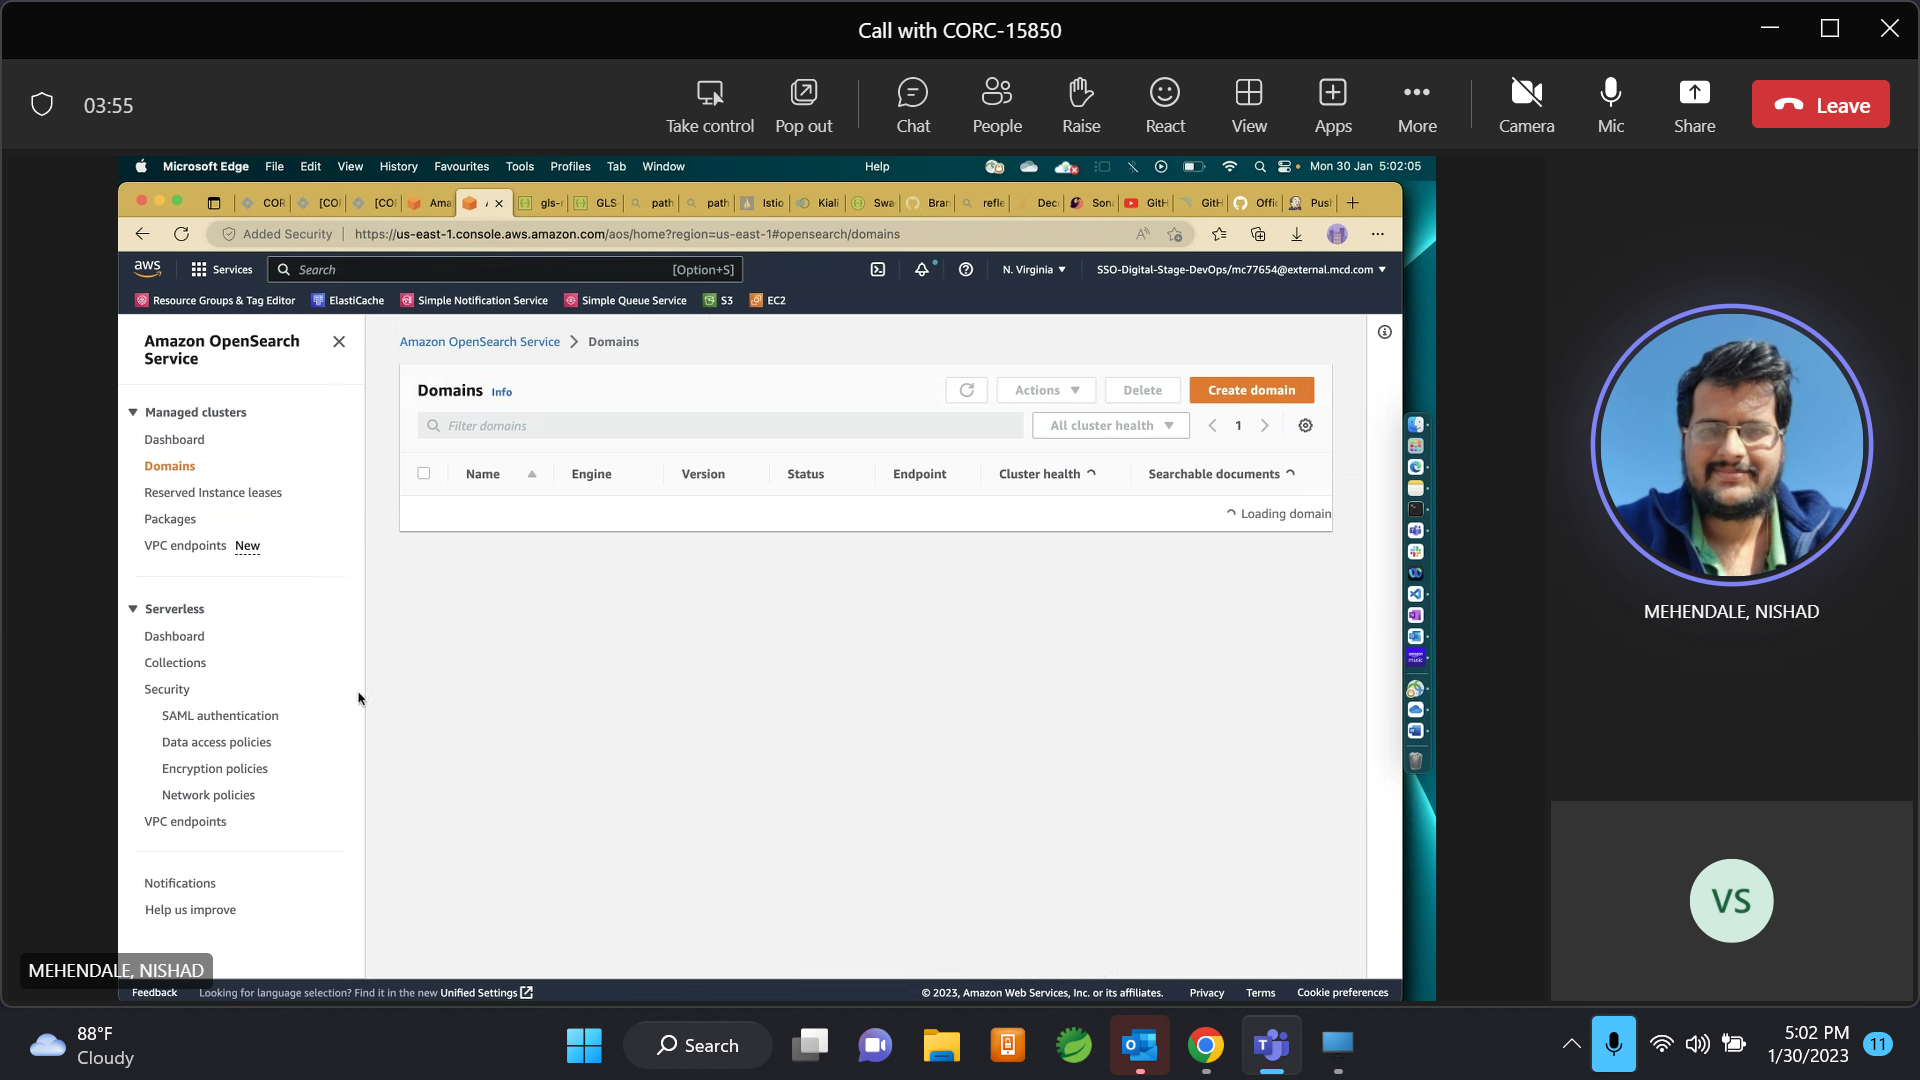 Call with CORC-15850
03:55
Take control
Pop out
Chat
People
Raise
React
View
Apps
More
Camera
Mic
Share
Leave
Microsoft Edge File Edit View History Favourites Tools Profiles Tab Window Help Mon 30 Jan 5:02:05
COR [CO [CO Ama gls- GLS path path Istio Kiali Swa Bran refle Dec Son GitH GitH Offic Pus
Added Security https://us-east-1.console.aws.amazon.com/aos/home?region=us-east-1#opensearch/domains
aws Services Search [Option+S] N. Virginia SSO-Digital-Stage-DevOps/mc77654@external.mcd.com
Resource Groups & Tag Editor ElastiCache Simple Notification Service Simple Queue Service S3 EC2
Amazon OpenSearch
Service
Managed clusters
Dashboard
Domains
Reserved Instance leases
Packages
VPC endpoints New
Serverless
Dashboard
Collections
Security
SAML authentication
Data access policies
Encryption policies
Network policies
VPC endpoints
Notifications
Help us improve
Amazon OpenSearch Service > Domains
Domains Info Actions Delete Create domain
Filter domains All cluster health 1
Name Engine Version Status Endpoint Cluster health Searchable documents
Loading domain
MEHENDALE, NISHAD
VS
MEHENDALE, NISHAD
Feedback Looking for language selection? Find it in the new Unified Settings © 2023, Amazon Web Services, Inc. or its affiliates. Privacy Terms Cookie preferences
88°F
Cloudy
Search
5:02 PM
1/30/2023
11